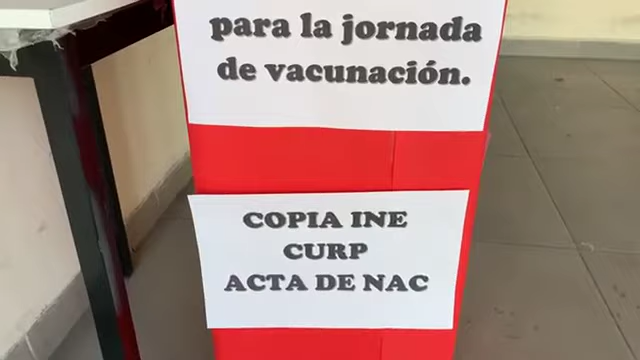 para la jornada
de vacunación.
COPIA INE
CURP
ACTA DE NAC